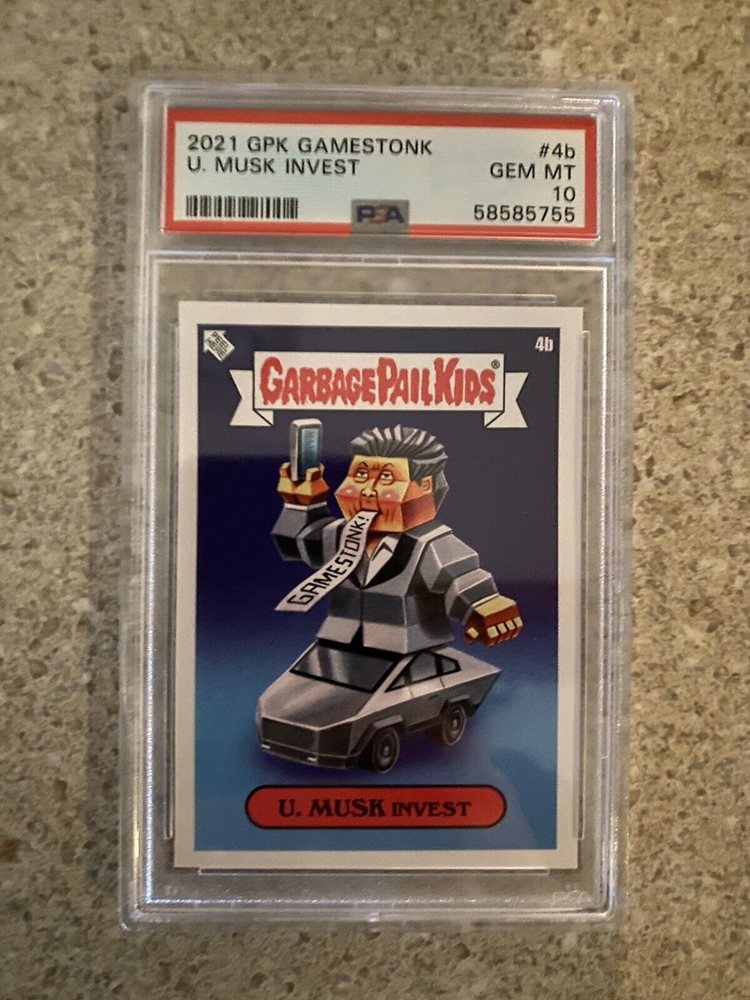 2021 GPK GAMESTONK #4b
U. MUSK INVEST GEM MT
10
PSA 58585755
4b
GARBAGE PAIL KIDS®
GAMESTONK!
U. MUSK INVEST